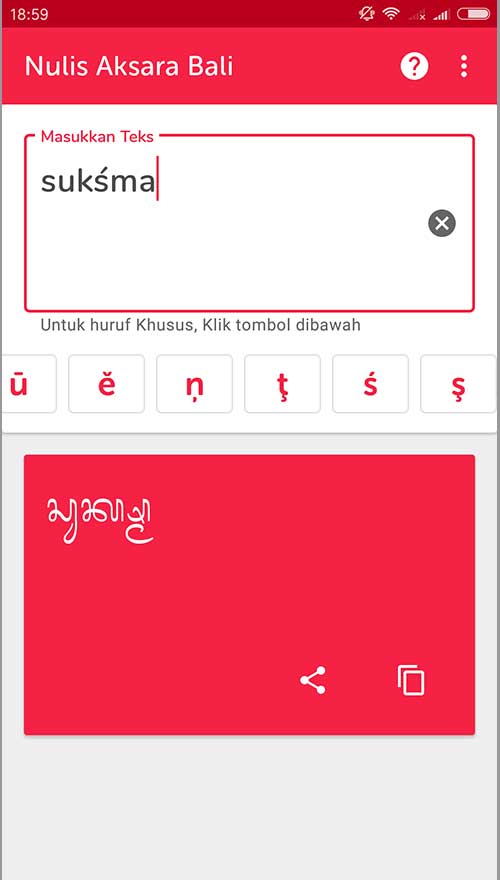 18:59
Nulis Aksara Bali
Masukkan Teks
sukśma
Untuk huruf Khusus, Klik tombol dibawah
ū ĕ ņ ţ ś ş